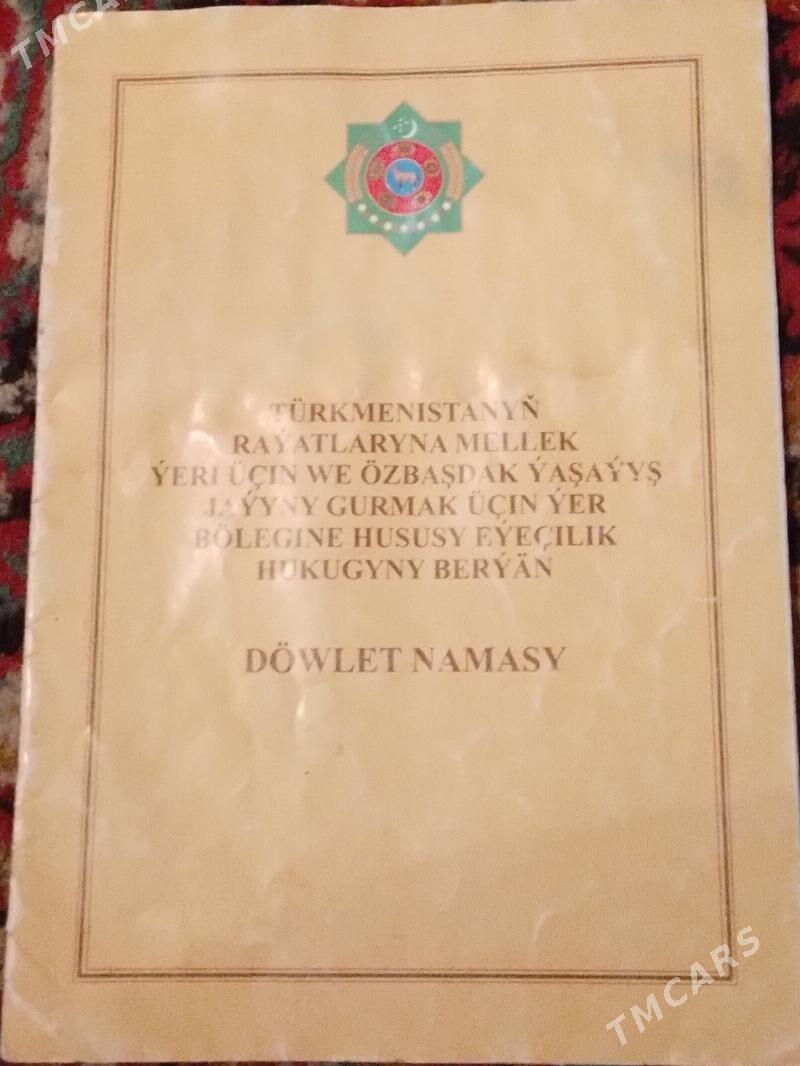 TMCARS
TÜRKMENISTANYŇ
RAÝATLARYNA MELLEK
ÝERI ÜÇIN WE ÖZBAŞDAK ÝAŞAÝYŞ
JAÝYNY GURMAK ÜÇIN ÝER
BÖLEGINE HUSUSY EÝEÇILIK
HUKUGYNY BERÝÄN
DÖWLET NAMASY
TMCARS